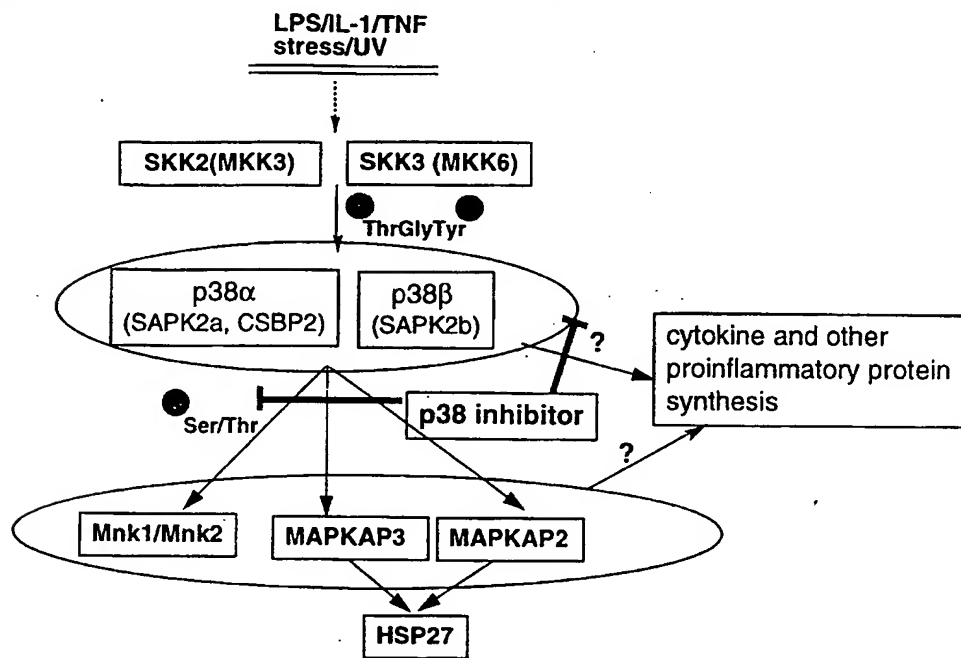 LPS/IL-1/TNF
stress/UV
SKK2(MKK3)
SKK3 (MKK6)
ThrGlyTyr
p38α
(SAPK2a, CSBP2)
p38β
(SAPK2b)
?
cytokine and other
proinflammatory protein
synthesis
Ser/Thr
p38 inhibitor
?
Mnk1/Mnk2
MAPKAP3
MAPKAP2
HSP27